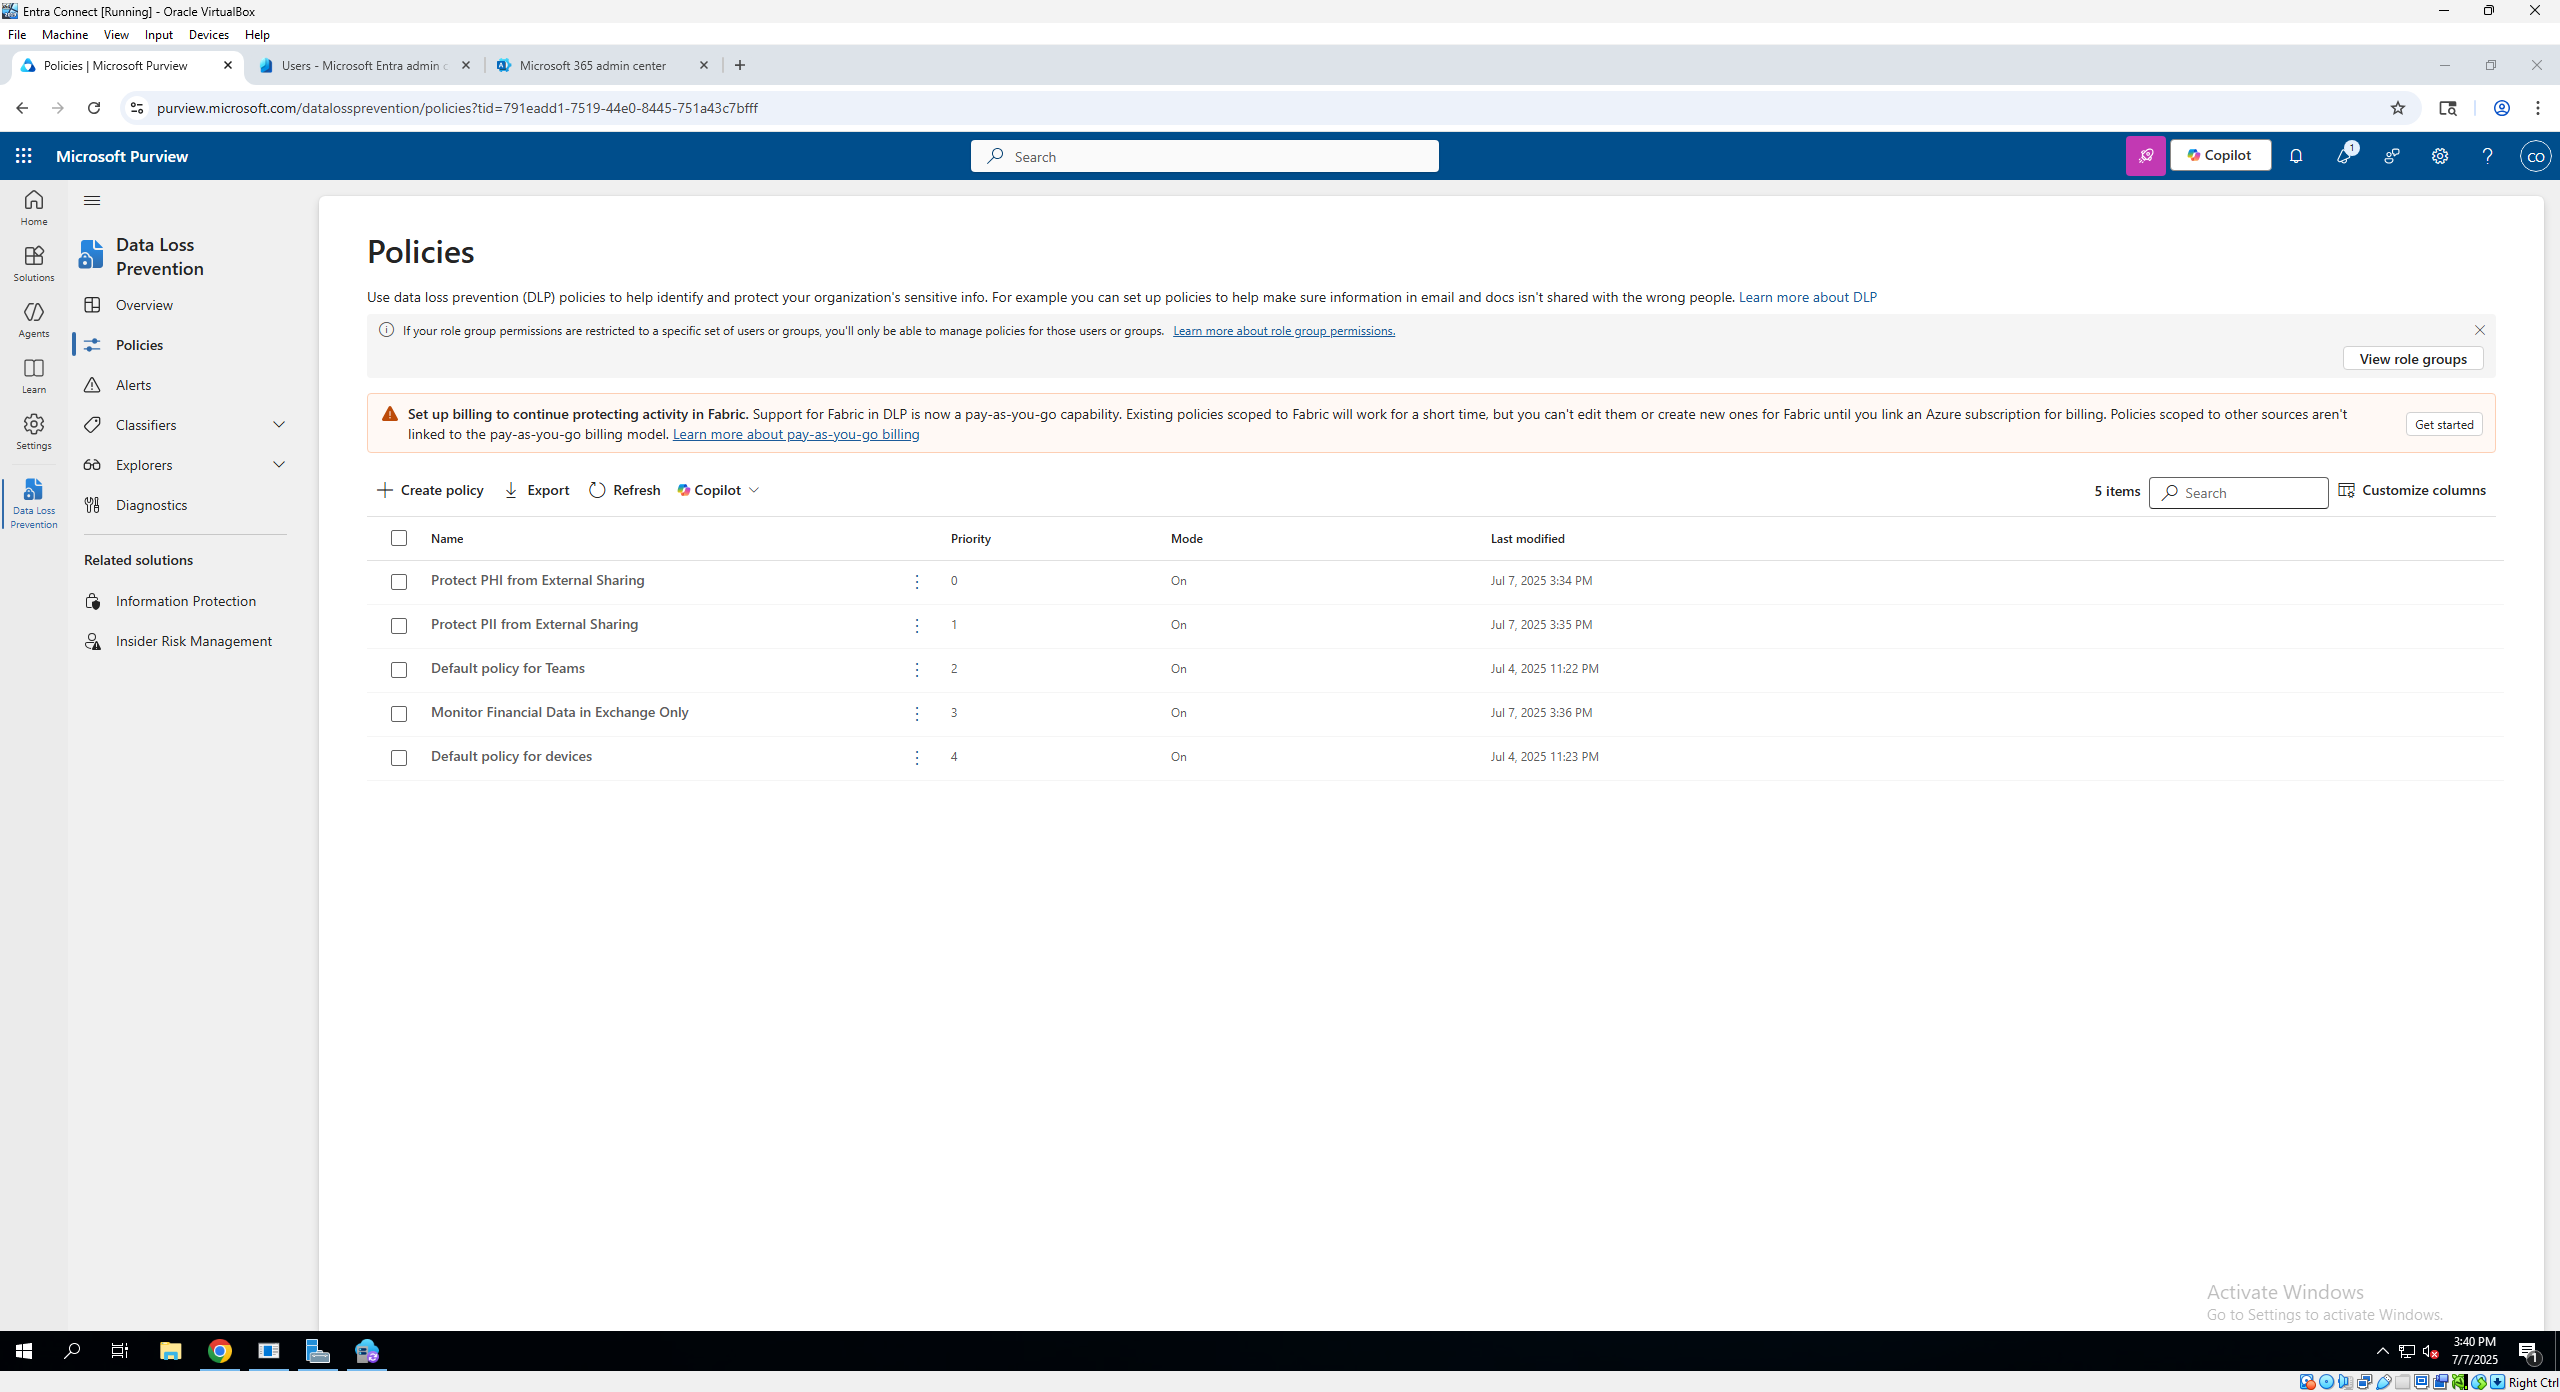 Entra Connect [Running] - Oracle VirtualBox
File Machine View Input Devices Help
Policies | Microsoft Purview
Users - Microsoft Entra admin c
Microsoft 365 admin center
purview.microsoft.com/datalossprevention/policies?tid=791eadd1-7519-44e0-8445-751a43c7bfff
Microsoft Purview
Search
Copilot
1
CO
Home
Solutions
Agents
Learn
Settings
Data Loss
Prevention
Data Loss
Prevention
Overview
Policies
Alerts
Classifiers
Explorers
Diagnostics
Related solutions
Information Protection
Insider Risk Management
Policies
Use data loss prevention (DLP) policies to help identify and protect your organization's sensitive info. For example you can set up policies to help make sure information in email and docs isn't shared with the wrong people. Learn more about DLP
If your role group permissions are restricted to a specific set of users or groups, you'll only be able to manage policies for those users or groups. Learn more about role group permissions.
View role groups
Set up billing to continue protecting activity in Fabric. Support for Fabric in DLP is now a pay-as-you-go capability. Existing policies scoped to Fabric will work for a short time, but you can't edit them or create new ones for Fabric until you link an Azure subscription for billing. Policies scoped to other sources aren't
linked to the pay-as-you-go billing model. Learn more about pay-as-you-go billing
Get started
Create policy Export Refresh Copilot
5 items Search Customize columns
Name Priority Mode Last modified
Protect PHI from External Sharing 0 On Jul 7, 2025 3:34 PM
Protect PII from External Sharing 1 On Jul 7, 2025 3:35 PM
Default policy for Teams 2 On Jul 4, 2025 11:22 PM
Monitor Financial Data in Exchange Only 3 On Jul 7, 2025 3:36 PM
Default policy for devices 4 On Jul 4, 2025 11:23 PM
Activate Windows
Go to Settings to activate Windows.
3:40 PM
7/7/2025
1
Right Ctrl